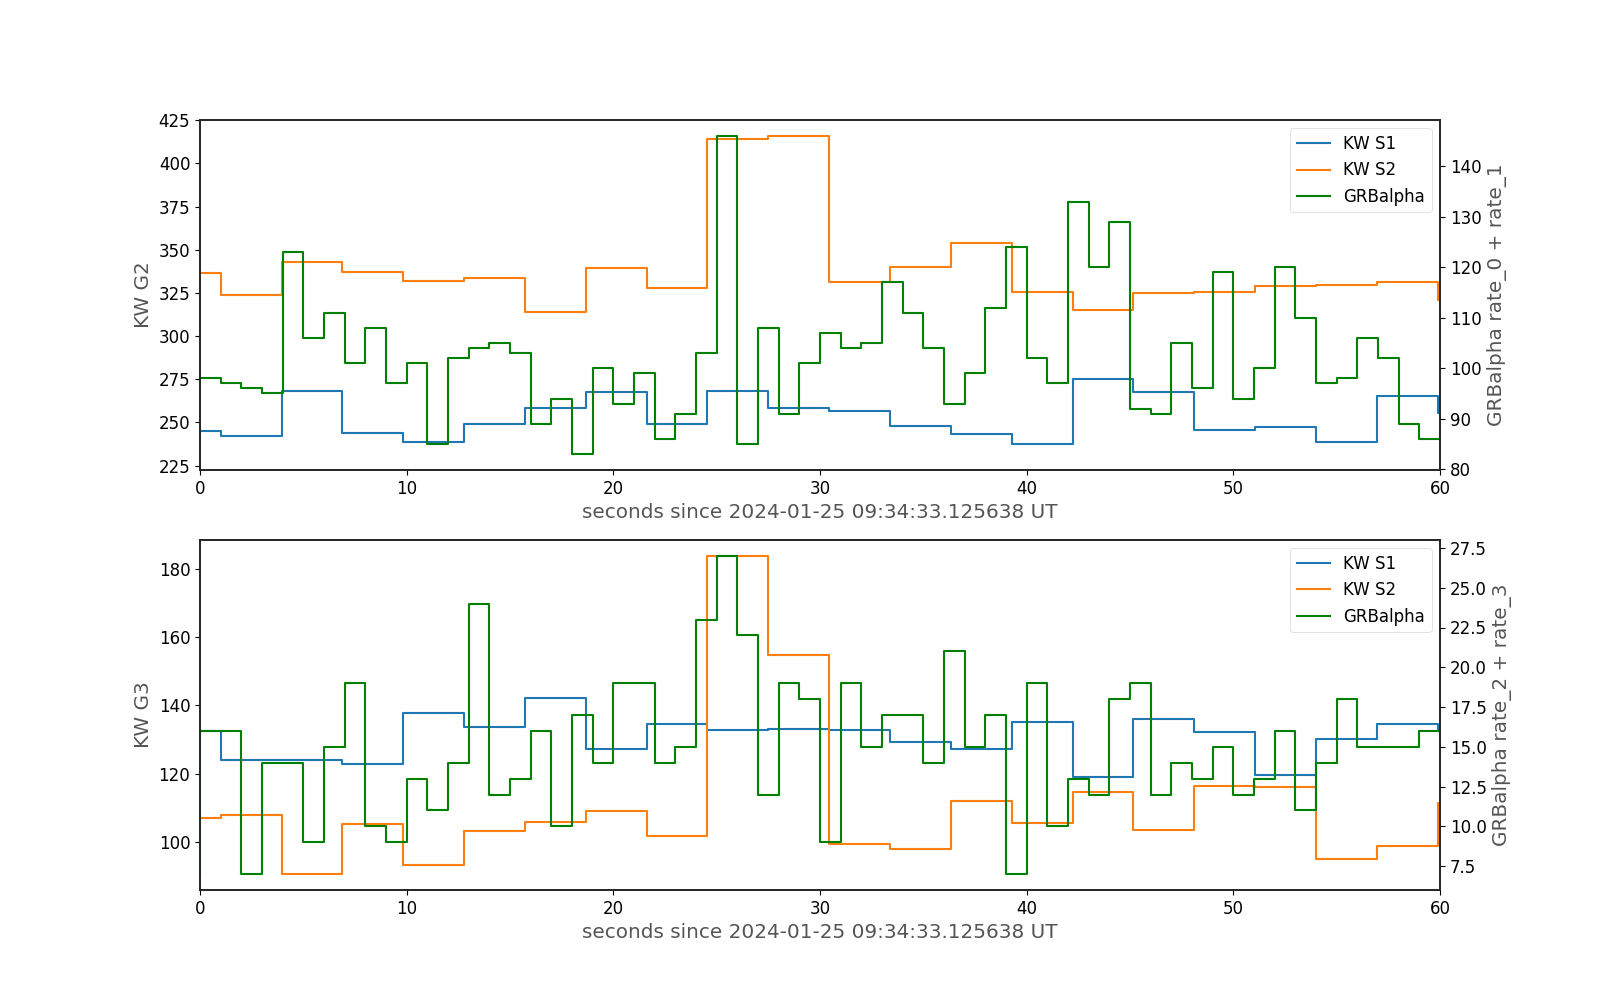 425
400
375
350
325
300
275
250
225
KW G2
140
130
120
110
100
90
80
GRBalpha rate_0 + rate_1
KW S1
KW S2
GRBalpha
0 10 20 30 40 50 60
seconds since 2024-01-25 09:34:33.125638 UT
180
160
140
120
100
KW G3
27.5
25.0
22.5
20.0
17.5
15.0
12.5
10.0
7.5
GRBalpha rate_2 + rate_3
KW S1
KW S2
GRBalpha
0 10 20 30 40 50 60
seconds since 2024-01-25 09:34:33.125638 UT